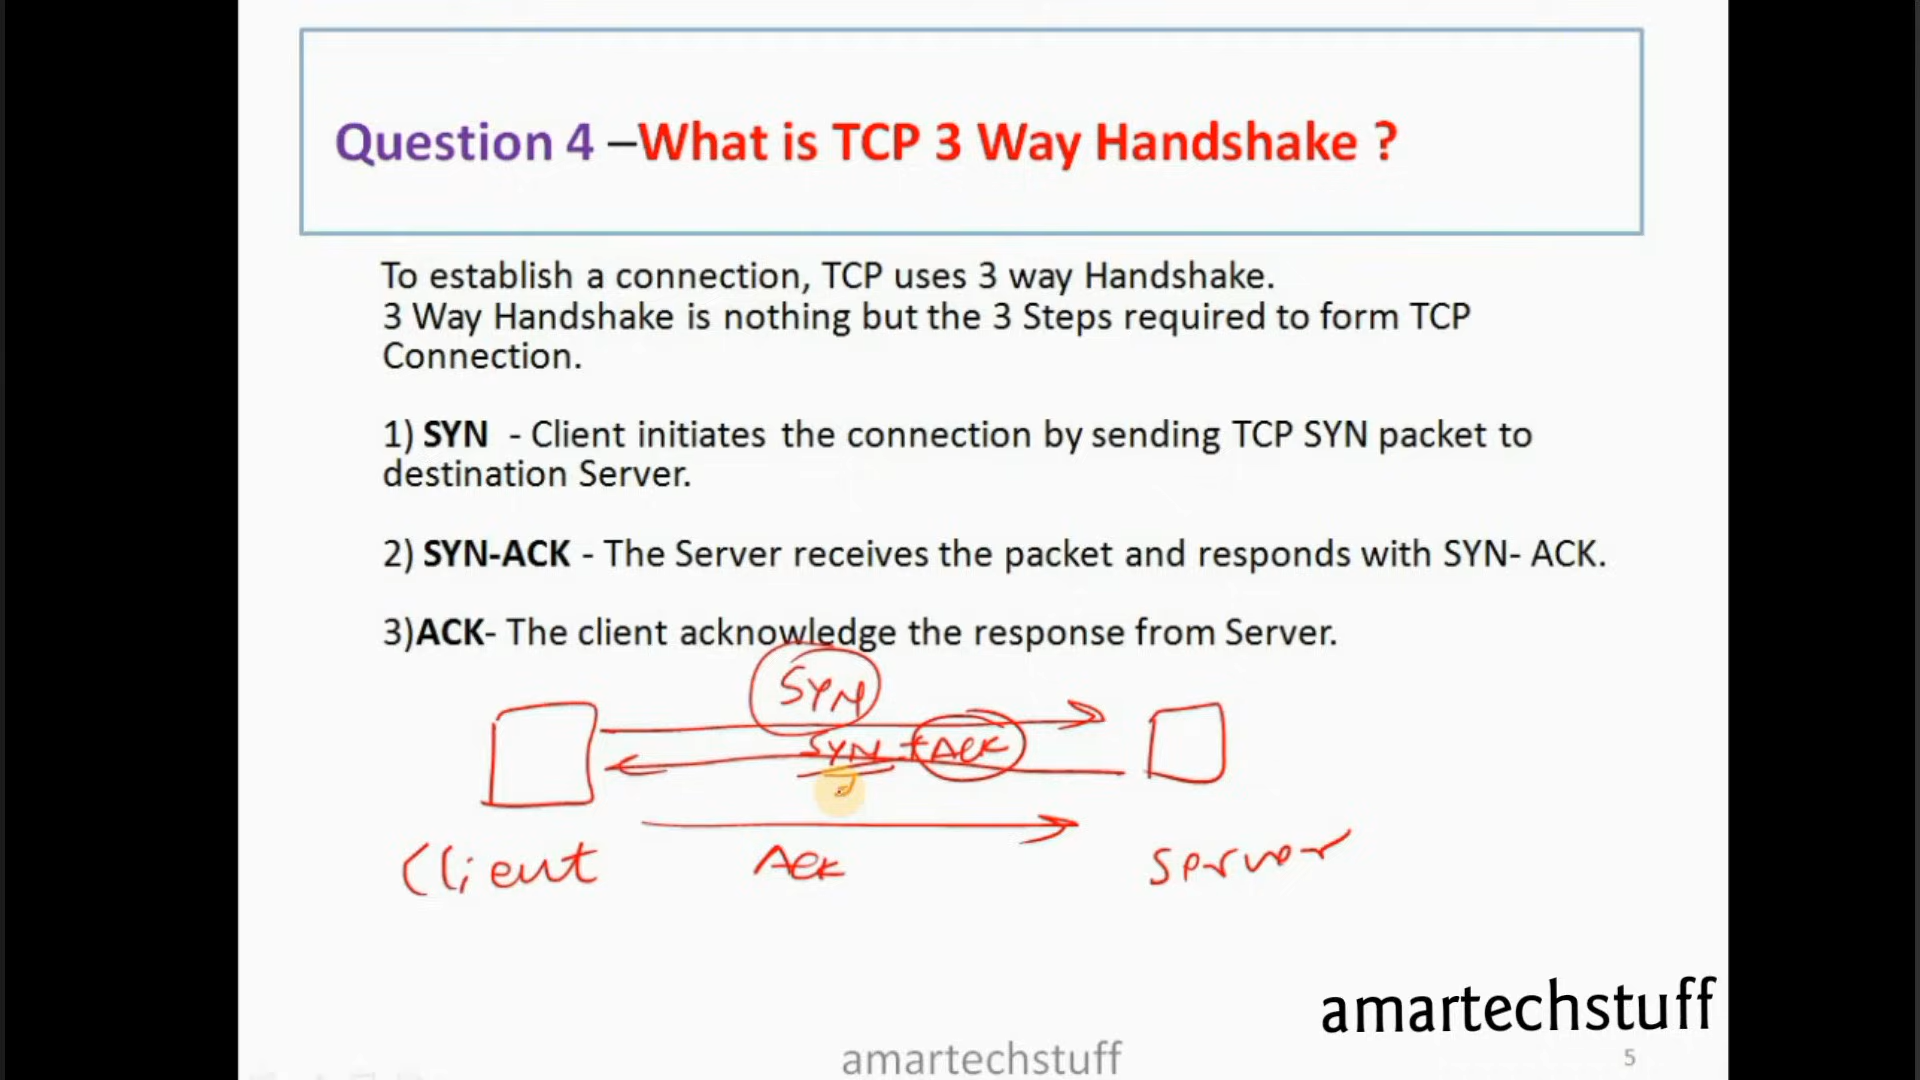 Question 4 –What is TCP 3 Way Handshake ?
To establish a connection, TCP uses 3 way Handshake.
3 Way Handshake is nothing but the 3 Steps required to form TCP
Connection.
1) SYN - Client initiates the connection by sending TCP SYN packet to
destination Server.
2) SYN-ACK - The Server receives the packet and responds with SYN- ACK.
3)ACK- The client acknowledge the response from Server.
SYN
SYN + ACK
Client
ACK
Server
amartechstuff
amartechstuff
5